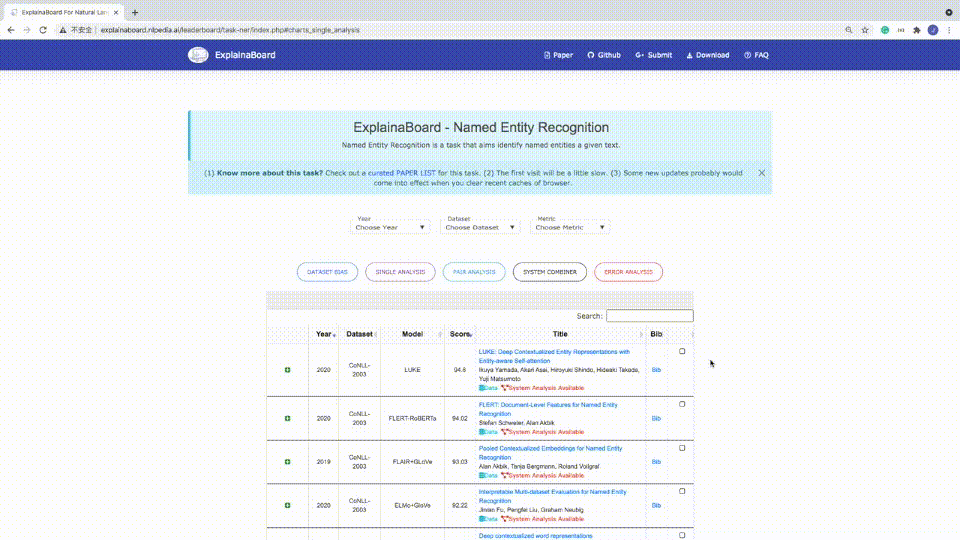 ExplainaBoard For Natural Lan
不安全 | explainaboard.nlpedia.ai/leaderboard/task-ner/index.php#charts_single_analysis
ExplainaBoard
Paper Github Submit Download FAQ
ExplainaBoard - Named Entity Recognition
Named Entity Recognition is a task that aims identify named entities a given text.
(1) Know more about this task? Check out a curated PAPER LIST for this task. (2) The first visit will be a little slow. (3) Some new updates probably would
come into effect when you clear recent caches of browser.
Year Dataset Metric
Choose Year Choose Dataset Choose Metric
DATASET BIAS SINGLE ANALYSIS PAIR ANALYSIS SYSTEM COMBINER ERROR ANALYSIS
Search:
Year Dataset Model Score Title Bib
LUKE: Deep Contextualized Entity Representations with
Entity-aware Self-attention
2020 CoNLL-2003 LUKE 94.6 Ikuya Yamada, Akari Asai, Hiroyuki Shindo, Hideaki Takeda, Bib
Yuji Matsumoto
Data System Analysis Available
FLERT: Document-Level Features for Named Entity
Recognition
2020 CoNLL-2003 FLERT-RoBERTa 94.02 Stefan Schweter, Alan Akbik Bib
Data System Analysis Available
Pooled Contextualized Embeddings for Named Entity
Recognition
2019 CoNLL-2003 FLAIR+GLoVe 93.03 Alan Akbik, Tanja Bergmann, Roland Vollgraf Bib
Data System Analysis Available
Interpretable Multi-dataset Evaluation for Named Entity
Recognition
2020 CoNLL-2003 ELMo+GloVe 92.22 Jinlan Fu, Pengfei Liu, Graham Neubig Bib
Data System Analysis Available
Deep contextualized word representations